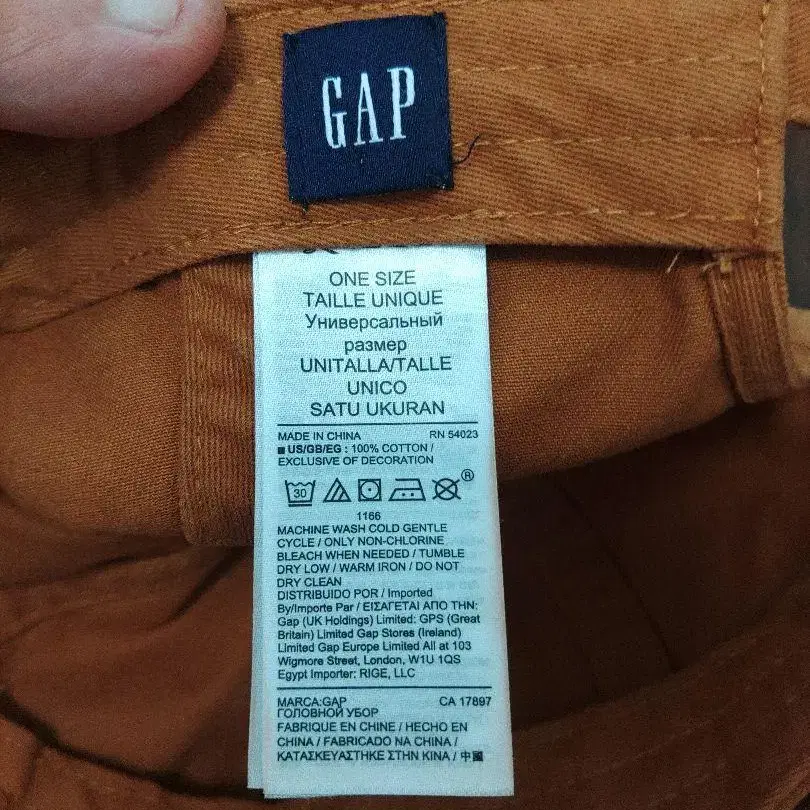 GAP
ONE SIZE
TAILLE UNIQUE
Универсальный
размер
UNITALLA/TALLE
UNICO
SATU UKURAN
MADE IN CHINA RN 54023
US/GB/EG : 100% COTTON /
EXCLUSIVE OF DECORATION
30
®
1166
MACHINE WASH COLD GENTLE
CYCLE / ONLY NON-CHLORINE
BLEACH WHEN NEEDED / TUMBLE
DRY LOW / WARM IRON / DO NOT
DRY CLEAN
DISTRIBUIDO POR / Imported
By/Importe Par / ΕΙΣΑΓΕΤΑΙ ΑΠΟ ΤΗΝ:
Gap (UK Holdings) Limited: GPS (Great
Britain) Limited Gap Stores (Ireland)
Limited Gap Europe Limited All at 103
Wigmore Street, London, W1U 1QS
Egypt Importer: RIGE, LLC
MARCA:GAP CA 17897
ГОЛОВНОЙ УБОР
FABRIQUE EN CHINE / HECHO EN
CHINA / FABRICADO NA CHINA /
ΚΑΤΑΣΚΕΥΑΣΤΗΚΕ ΣΤΗΝ ΚΙΝΑ / 中國